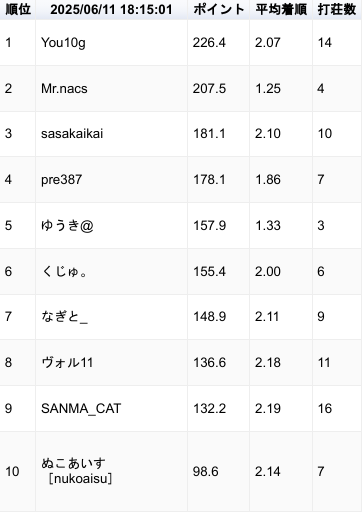 順位 2025/06/11 18:15:01 ポイント 平均着順 打荘数
1 You10g 226.4 2.07 14
2 Mr.nacs 207.5 1.25 4
3 sasakaikai 181.1 2.10 10
4 pre387 178.1 1.86 7
5 ゆうき@ 157.9 1.33 3
6 くじゅ。 155.4 2.00 6
7 なぎと_ 148.9 2.11 9
8 ヴォル11 136.6 2.18 11
9 SANMA_CAT 132.2 2.19 16
10 ぬこあいす 98.6 2.14 7
［nukoaisu］